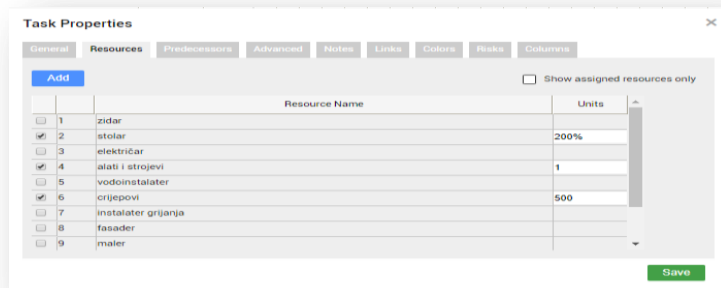 Task Properties
General Resources Predecessors Advanced Notes Links Colors Risks Columns
Add Show assigned resources only
Resource Name Units
1 zidar
2 stolar 200%
3 električar
4 alati i strojevi 1
5 vodoinstalater
6 crijepovi 500
7 instalater grijanja
8 fasader
9 maler
Save